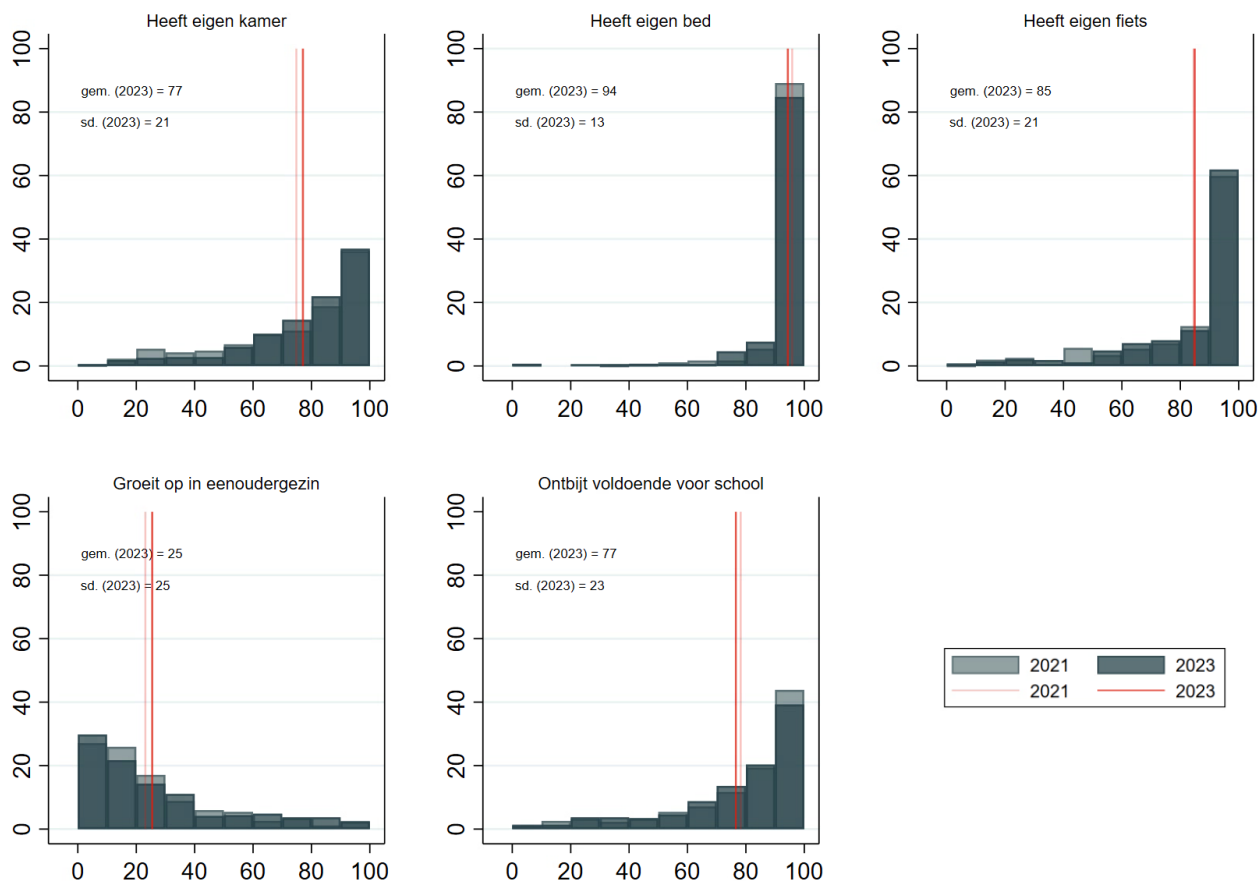 Heeft eigen kamer
100
80
60
40
20
0
gem. (2023) = 77
sd. (2023) = 21
0 20 40 60 80 100
Heeft eigen bed
100
80
60
40
20
0
gem. (2023) = 94
sd. (2023) = 13
0 20 40 60 80 100
Heeft eigen fiets
100
80
60
40
20
0
gem. (2023) = 85
sd. (2023) = 21
0 20 40 60 80 100
Groeit op in eenoudergezin
100
80
60
40
20
0
gem. (2023) = 25
sd. (2023) = 25
0 20 40 60 80 100
Ontbijt voldoende voor school
100
80
60
40
20
0
gem. (2023) = 77
sd. (2023) = 23
0 20 40 60 80 100
2021 2023
2021 2023